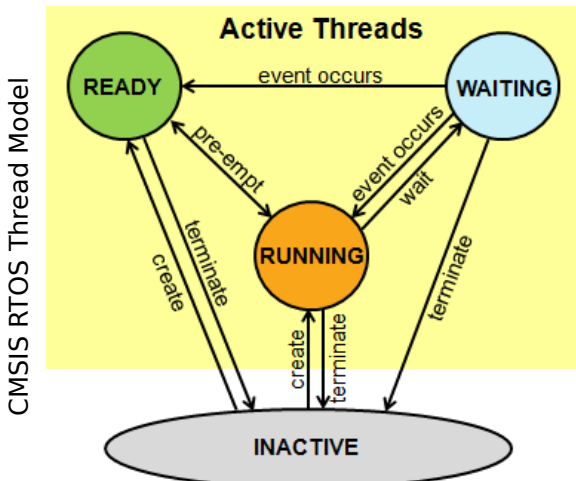 Active Threads
CMSIS RTOS Thread Model
READY
event occurs
WAITING
pre-empt
event occurs
wait
RUNNING
terminate
create
terminate
create
terminate
INACTIVE